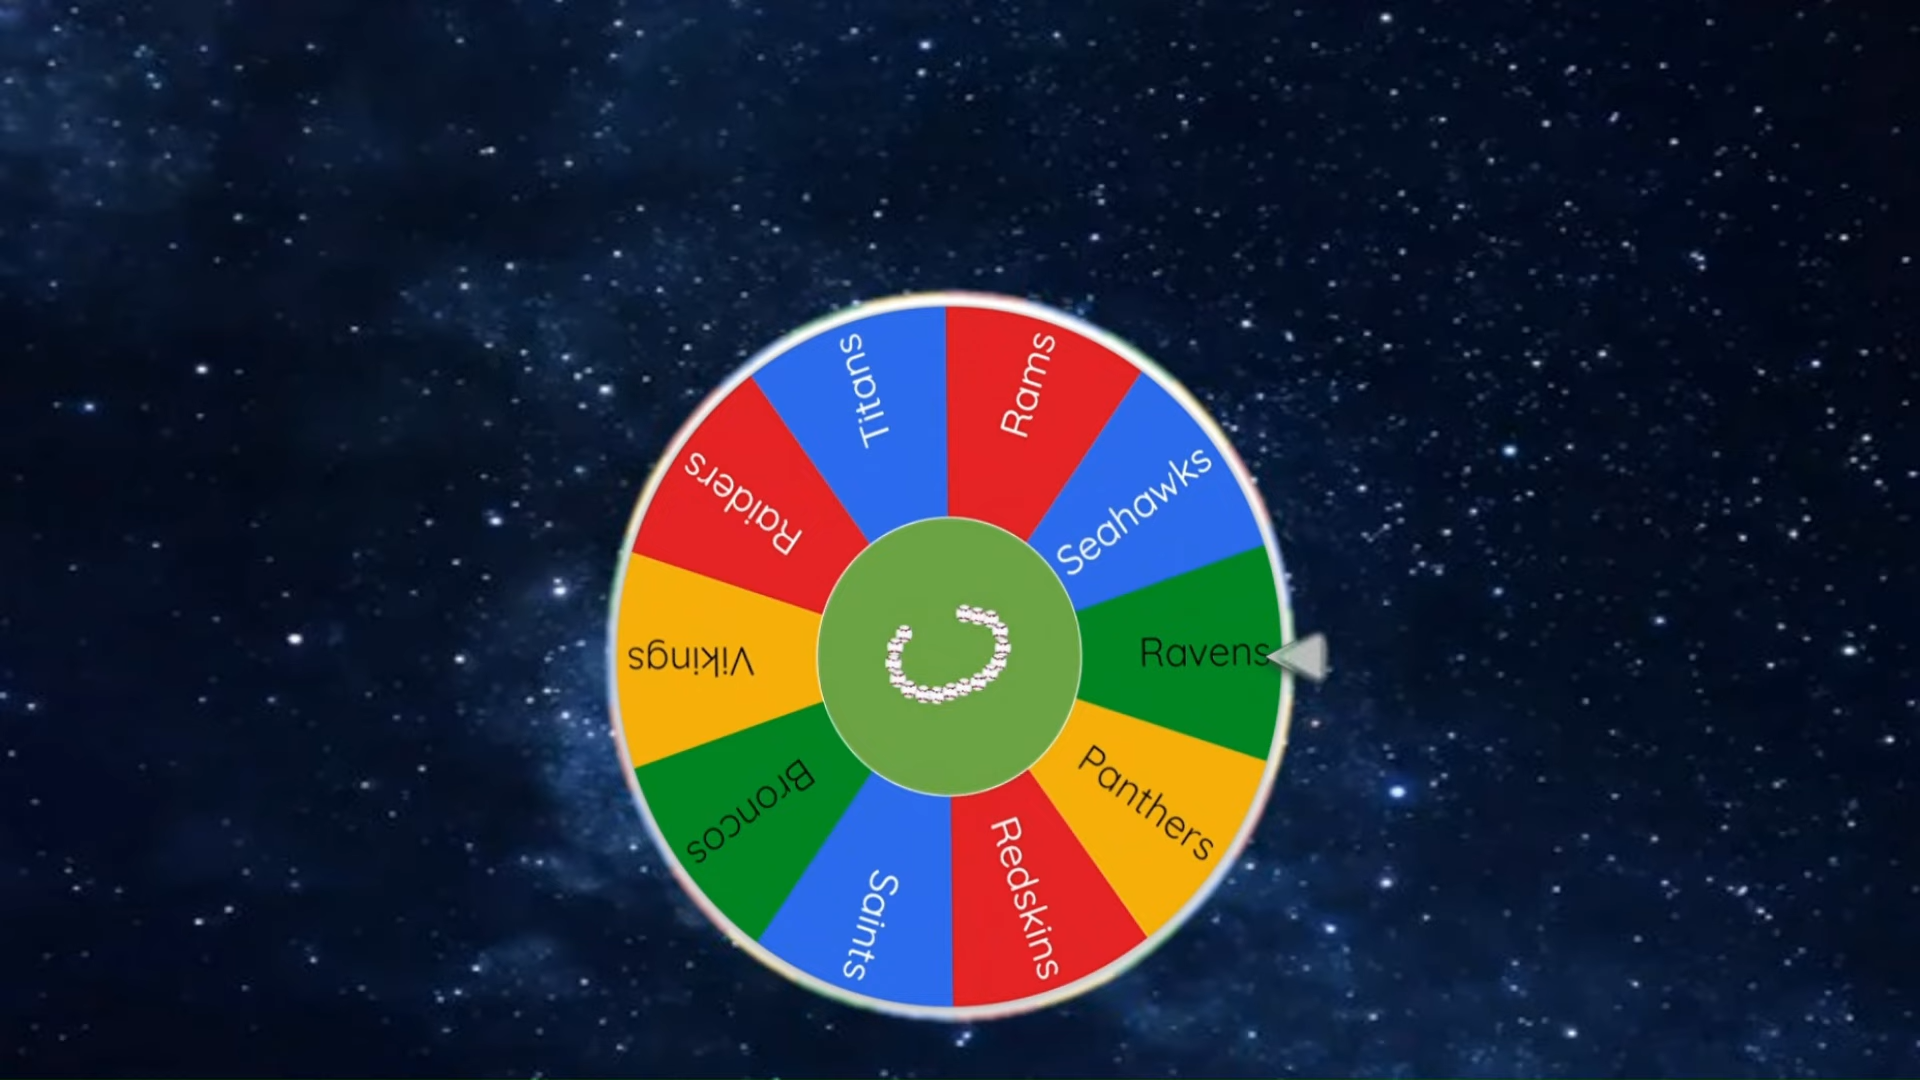 Titans
Rams
Seahawks
Ravens
Panthers
Redskins
Saints
Broncos
Vikings
Raiders